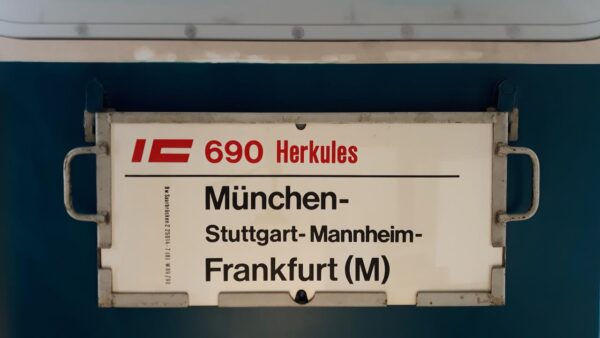 IC 690 Herkules
München-
Stuttgart- Mannheim-
Frankfurt (M)